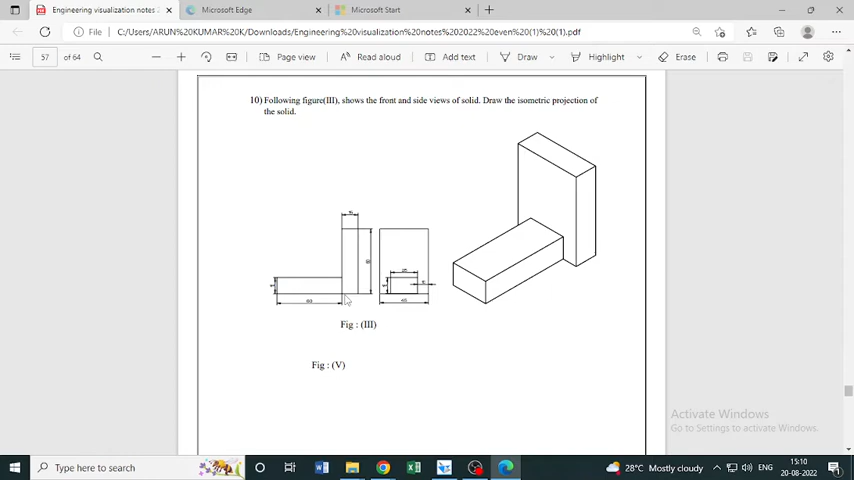 Engineering visualization notes 2
Microsoft Edge
Microsoft Start
File
C:/Users/ARUN%20KUMAR%20K/Downloads/Engineering%20visualization%20notes%202022%20even%20(1)%20(1).pdf
57 of 64
Page view
Read aloud
Add text
Draw
Highlight
Erase
10) Following figure(III), shows the front and side views of solid. Draw the isometric projection of
the solid.
Fig : (III)
Fig : (V)
Activate Windows
Go to Settings to activate Windows.
Type here to search
28°C Mostly cloudy
ENG
15:10
20-08-2022